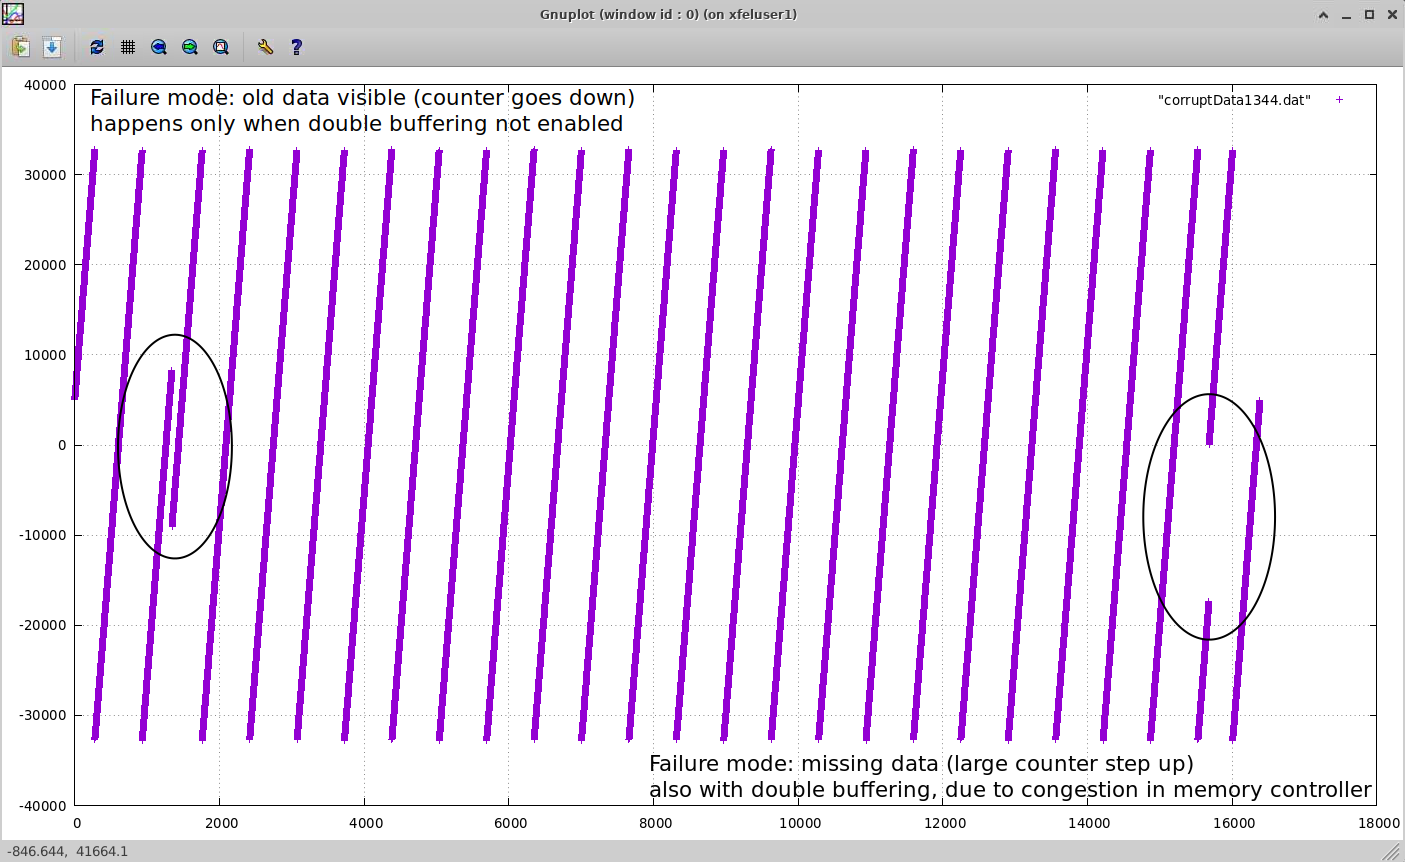 Gnuplot (window id : 0) (on xfeluser1)
40000
Failure mode: old data visible (counter goes down)
"corruptData1344.dat"
happens only when double buffering not enabled
30000
20000
10000
0
-10000
-20000
-30000
Failure mode: missing data (large counter step up)
also with double buffering, due to congestion in memory controller
-40000
0 2000 4000 6000 8000 10000 12000 14000 16000 18000
-846.644, 41664.1